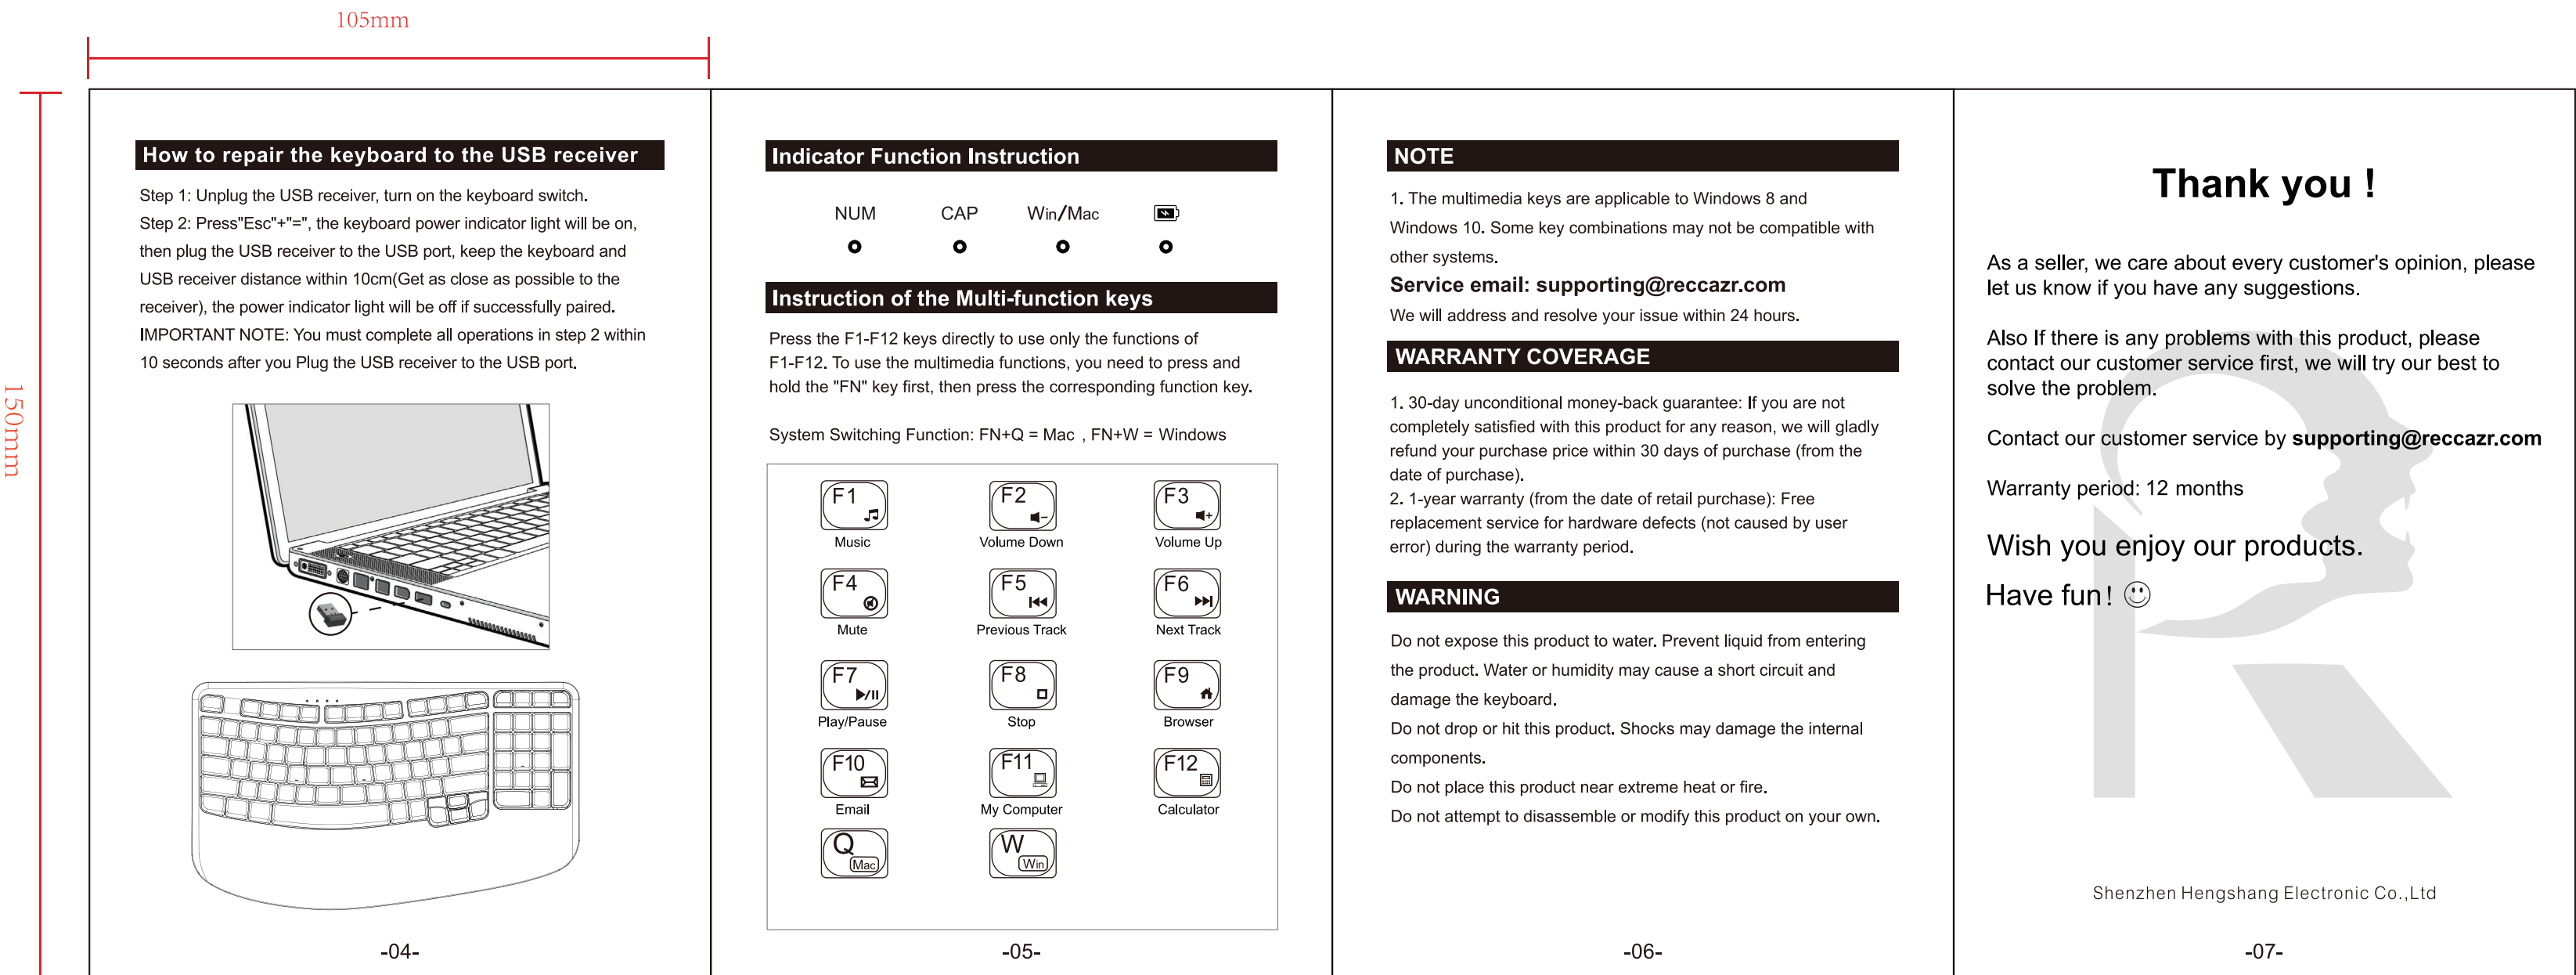 105mm
150mm
How to repair the keyboard to the USB receiver
Step 1: Unplug the USB receiver, turn on the keyboard switch.
Step 2: Press"Esc"+"=", the keyboard power indicator light will be on,
then plug the USB receiver to the USB port, keep the keyboard and
USB receiver distance within 10cm(Get as close as possible to the
receiver), the power indicator light will be off if successfully paired.
IMPORTANT NOTE: You must complete all operations in step 2 within
10 seconds after you Plug the USB receiver to the USB port.
-04-
Indicator Function Instruction
NUM CAP Win/Mac
Instruction of the Multi-function keys
Press the F1-F12 keys directly to use only the functions of
F1-F12. To use the multimedia functions, you need to press and
hold the "FN" key first, then press the corresponding function key.
System Switching Function: FN+Q = Mac , FN+W = Windows
F1 F2 F3
Music Volume Down Volume Up
F4 F5 F6
Mute Previous Track Next Track
F7 F8 F9
Play/Pause Stop Browser
F10 F11 F12
Email My Computer Calculator
Q W
Mac Win
-05-
NOTE
1. The multimedia keys are applicable to Windows 8 and
Windows 10. Some key combinations may not be compatible with
other systems.
Service email: supporting@reccazr.com
We will address and resolve your issue within 24 hours.
WARRANTY COVERAGE
1. 30-day unconditional money-back guarantee: If you are not
completely satisfied with this product for any reason, we will gladly
refund your purchase price within 30 days of purchase (from the
date of purchase).
2. 1-year warranty (from the date of retail purchase): Free
replacement service for hardware defects (not caused by user
error) during the warranty period.
WARNING
Do not expose this product to water. Prevent liquid from entering
the product. Water or humidity may cause a short circuit and
damage the keyboard.
Do not drop or hit this product. Shocks may damage the internal
components.
Do not place this product near extreme heat or fire.
Do not attempt to disassemble or modify this product on your own.
-06-
Thank you !
As a seller, we care about every customer's opinion, please
let us know if you have any suggestions.
Also If there is any problems with this product, please
contact our customer service first, we will try our best to
solve the problem.
Contact our customer service by supporting@reccazr.com
Warranty period: 12 months
Wish you enjoy our products.
Have fun!
Shenzhen Hengshang Electronic Co.,Ltd
-07-